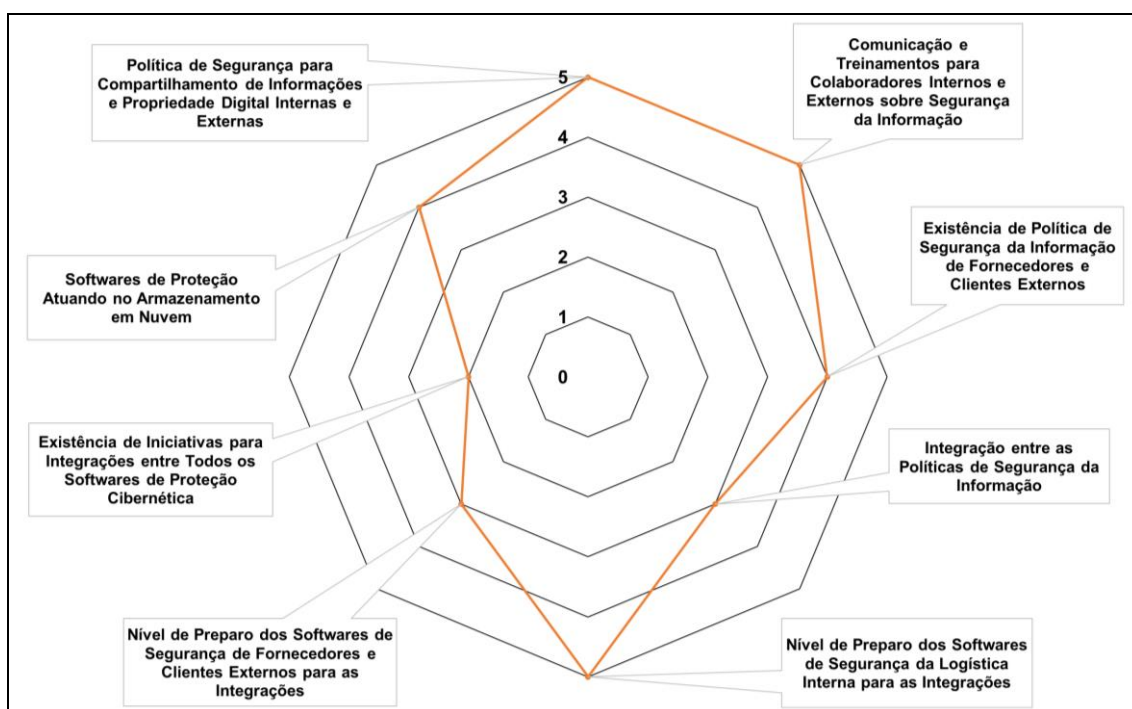 Política de Segurança para
Compartilhamento de Informações
e Propriedade Digital Internas e
Externas
Comunicação e
Treinamentos para
Colaboradores Internos e
Externos sobre Segurança
da Informação
5
4
3
2
1
0
Existência de Política de
Segurança da Informação
de Fornecedores e
Clientes Externos
Softwares de Proteção
Atuando no Armazenamento
em Nuvem
Existência de Iniciativas para
Integrações entre Todos os
Softwares de Proteção
Cibernética
Integração entre as
Políticas de Segurança da
Informação
Nível de Preparo dos Softwares de
Segurança de Fornecedores e
Clientes Externos para as
Integrações
Nível de Preparo dos Softwares
de Segurança da Logística
Interna para as Integrações